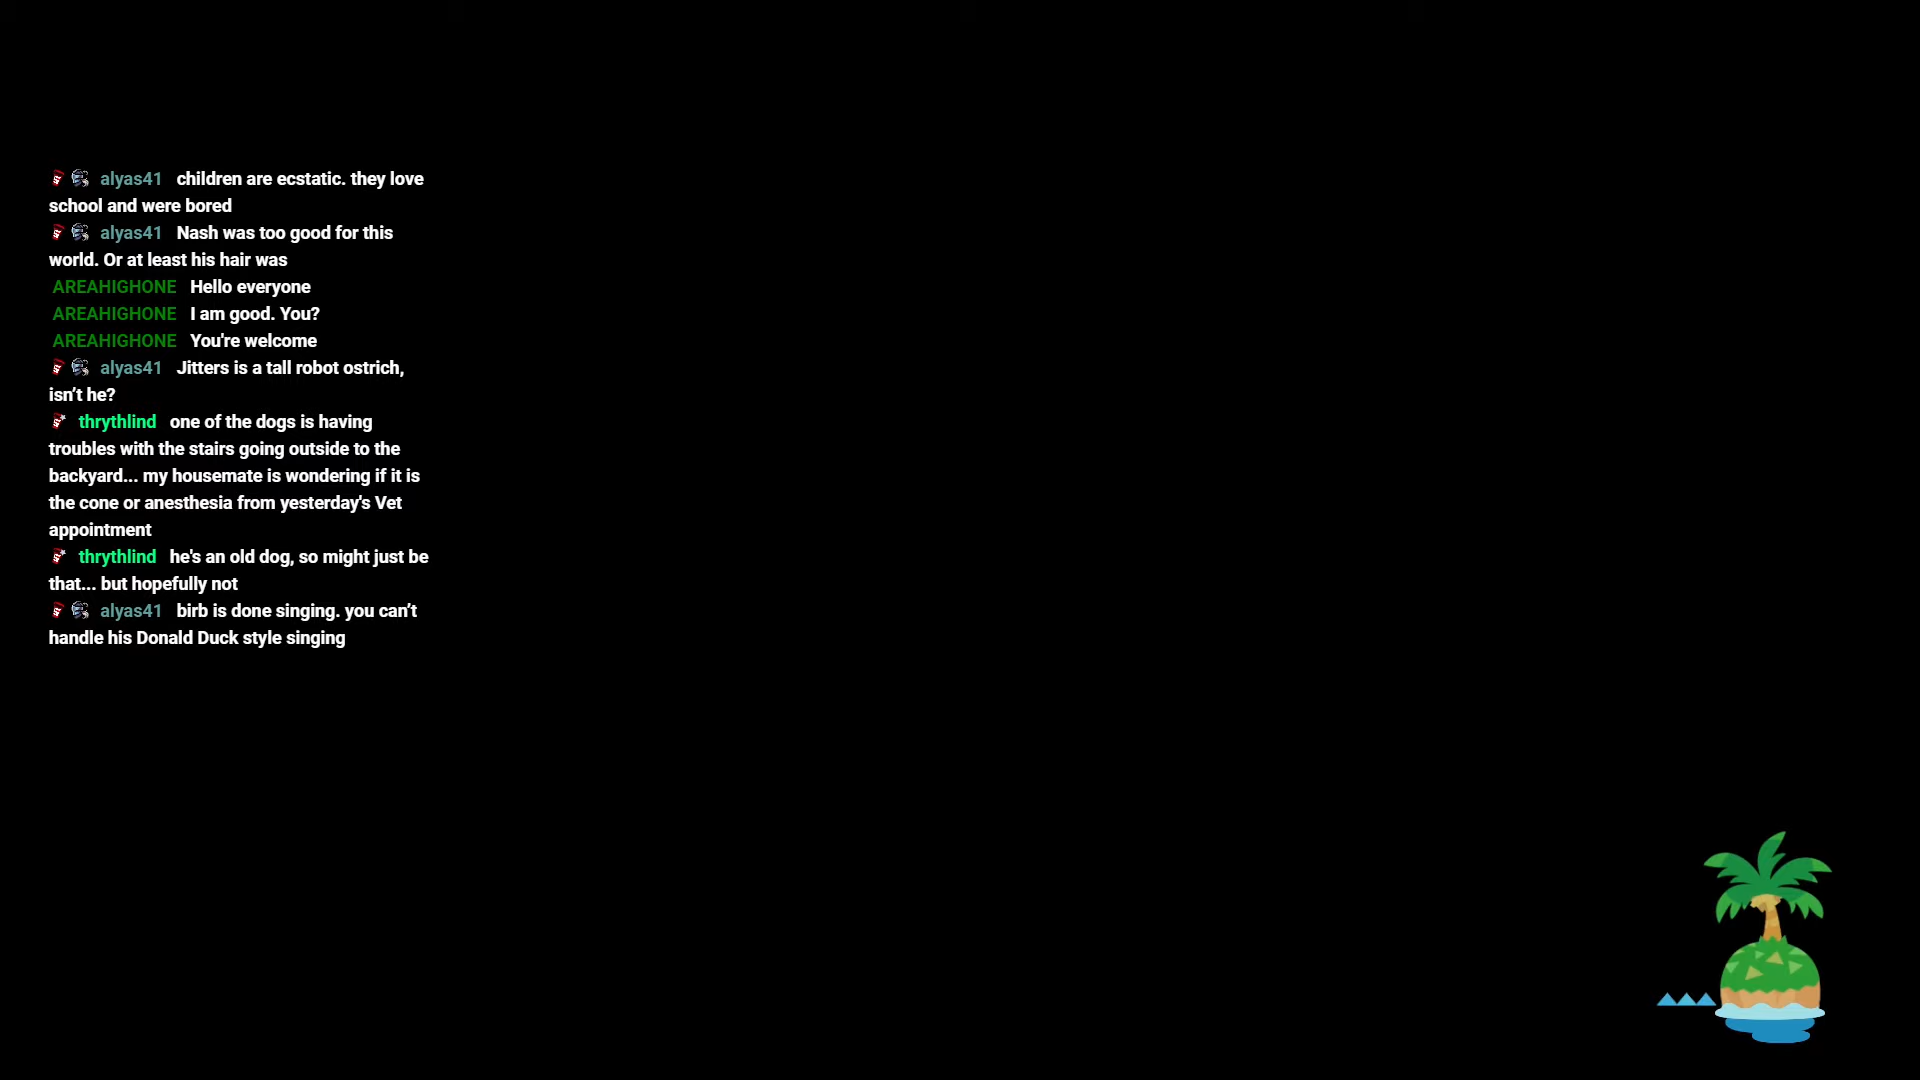 alyas41 children are ecstatic. they love
school and were bored
alyas41 Nash was too good for this
world. Or at least his hair was
AREAHIGHONE Hello everyone
AREAHIGHONE I am good. You?
AREAHIGHONE You're welcome
alyas41 Jitters is a tall robot ostrich,
isn’t he?
thrythlind one of the dogs is having
troubles with the stairs going outside to the
backyard... my housemate is wondering if it is
the cone or anesthesia from yesterday's Vet
appointment
thrythlind he's an old dog, so might just be
that... but hopefully not
alyas41 birb is done singing. you can’t
handle his Donald Duck style singing